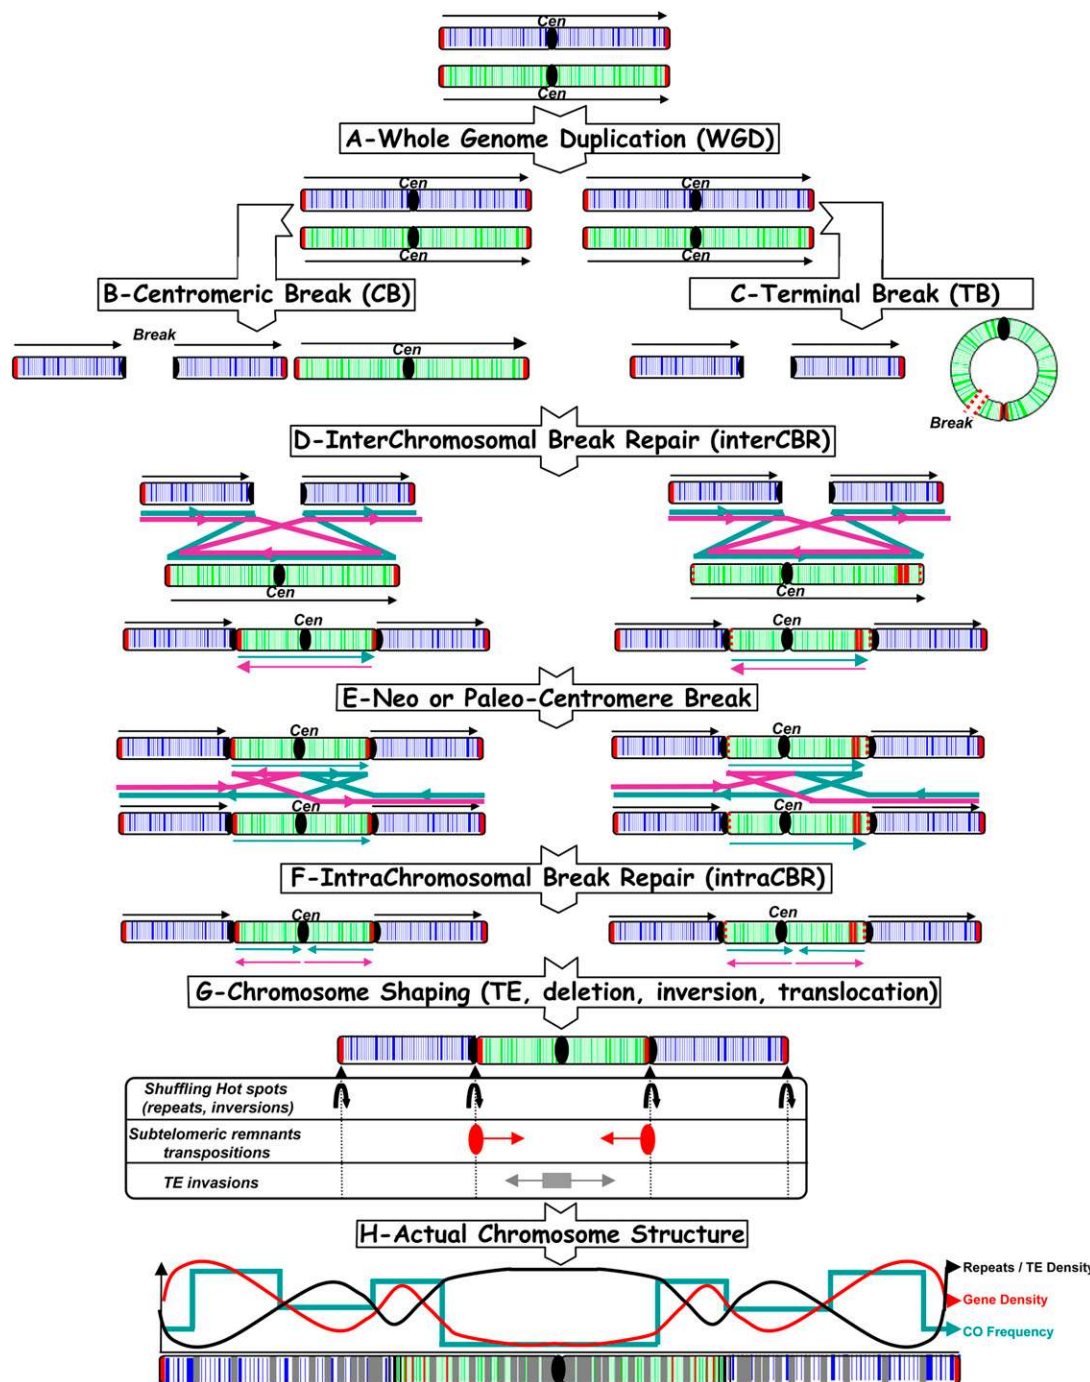 Cen
Cen
A-Whole Genome Duplication (WGD)
Cen
Cen
Cen
Cen
B-Centromeric Break (CB)
C-Terminal Break (TB)
Break
Cen
Break
D-InterChromosomal Break Repair (interCBR)
Cen
Cen
Cen
Cen
E-Neo or Paleo-Centromere Break
Cen
Cen
Cen
Cen
F-IntraChromosomal Break Repair (intraCBR)
Cen
Cen
G-Chromosome Shaping (TE, deletion, inversion, translocation)
Shuffling Hot spots
(repeats, inversions)
Subtelomeric remnants
transpositions
TE invasions
H-Actual Chromosome Structure
Repeats / TE Density
Gene Density
CO Frequency